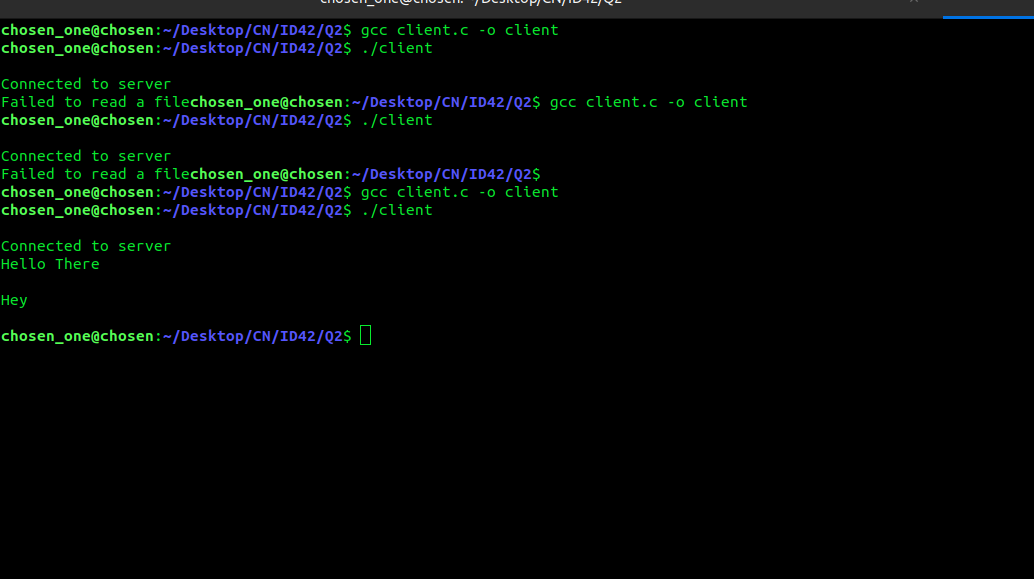 chosen_one@chosen: ~/Desktop/CN/ID42/Q2
chosen_one@chosen:~/Desktop/CN/ID42/Q2$ gcc client.c -o client
chosen_one@chosen:~/Desktop/CN/ID42/Q2$ ./client
Connected to server
Failed to read a filechosen_one@chosen:~/Desktop/CN/ID42/Q2$ gcc client.c -o client
chosen_one@chosen:~/Desktop/CN/ID42/Q2$ ./client
Connected to server
Failed to read a filechosen_one@chosen:~/Desktop/CN/ID42/Q2$
chosen_one@chosen:~/Desktop/CN/ID42/Q2$ gcc client.c -o client
chosen_one@chosen:~/Desktop/CN/ID42/Q2$ ./client
Connected to server
Hello There
Hey
chosen_one@chosen:~/Desktop/CN/ID42/Q2$